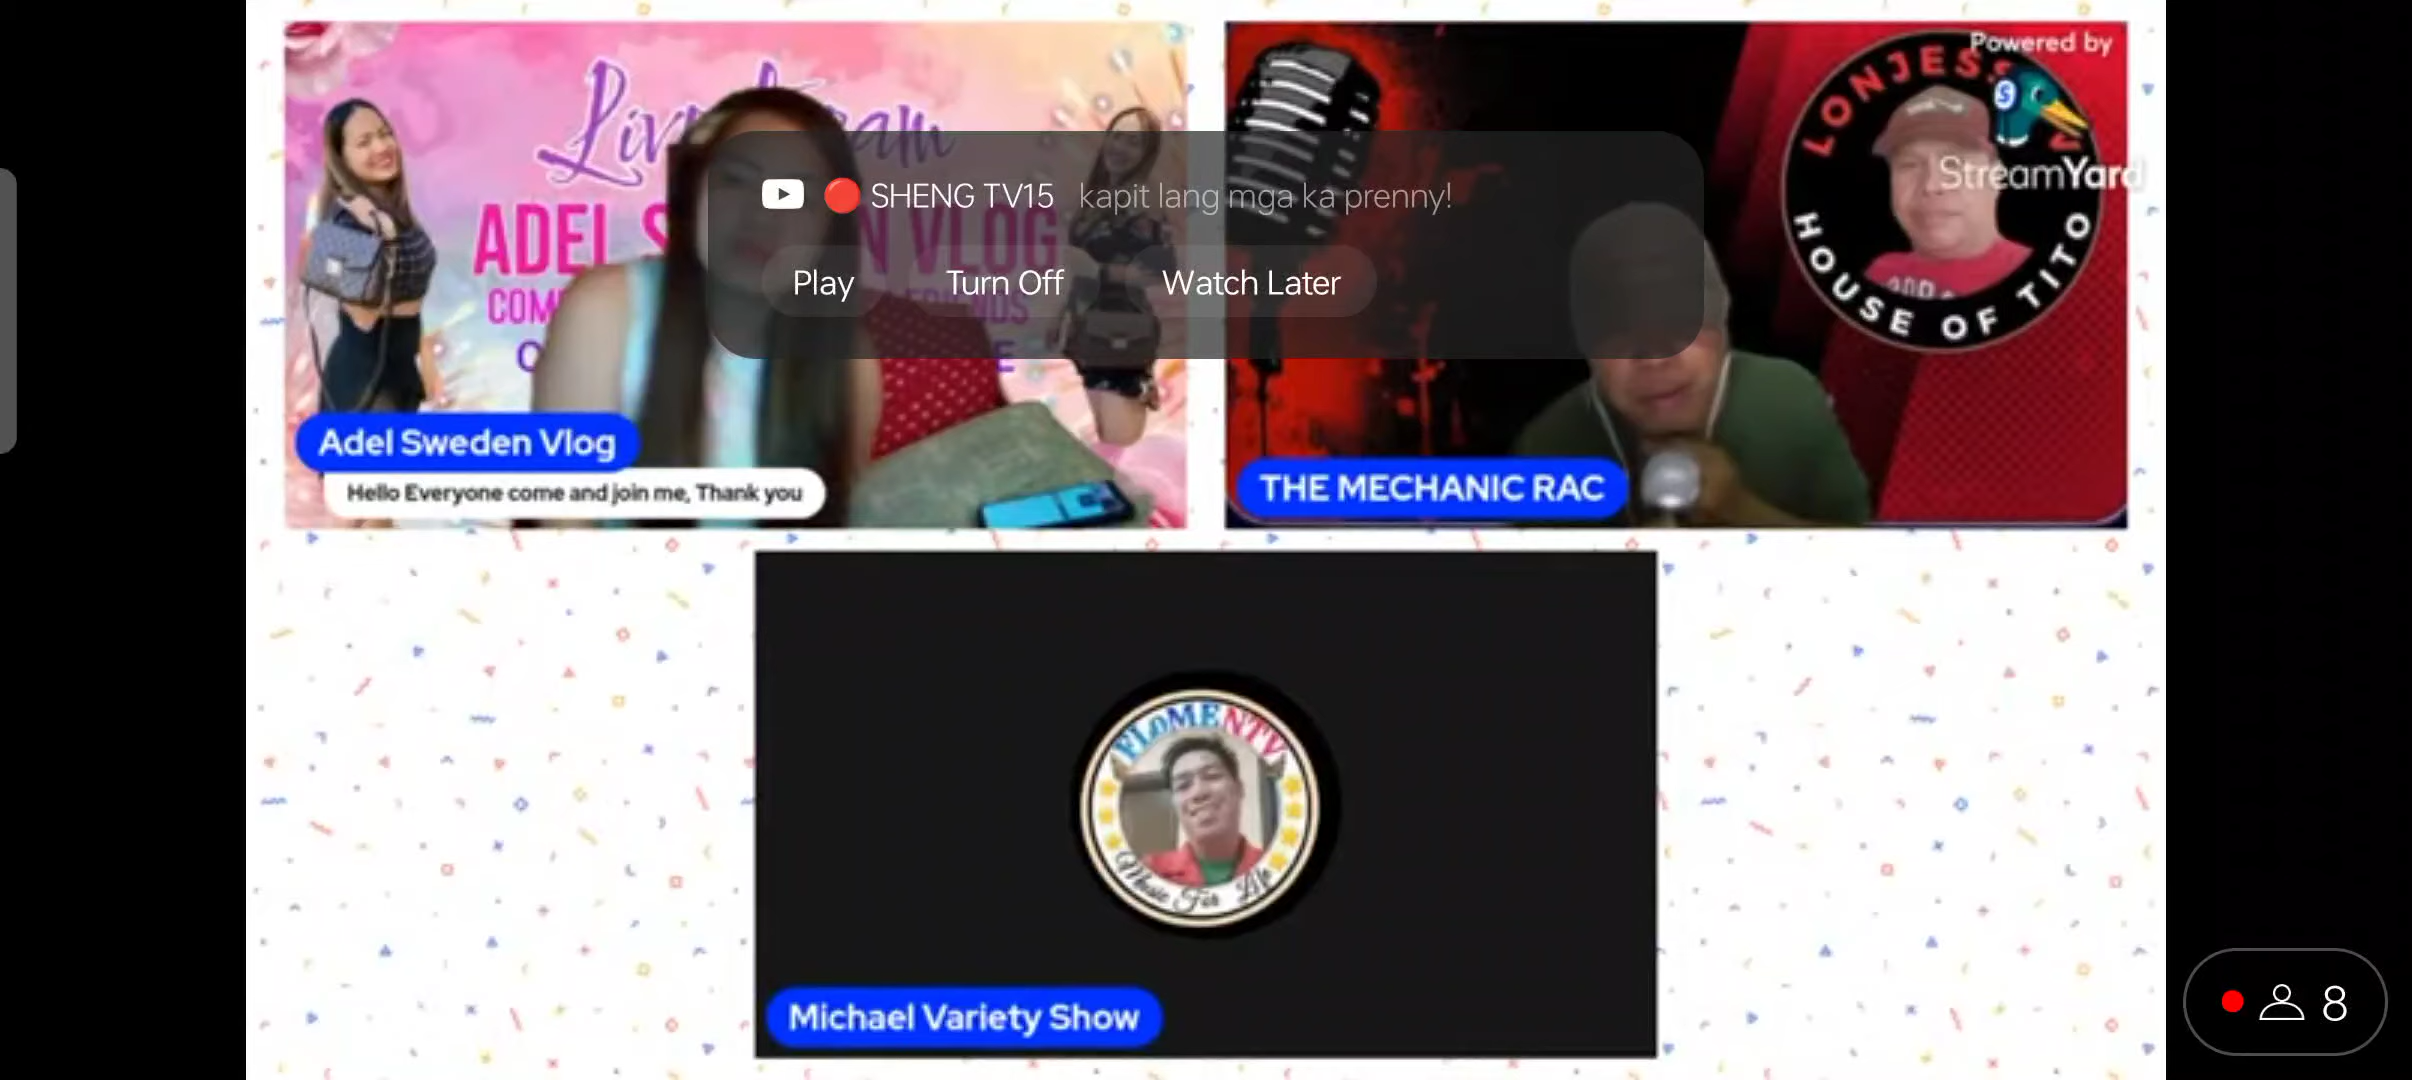 Powered by
StreamYard
LONJESS
HOUSE OF TITO
SHENG TV15 kapit lang mga ka prenny!
ADEL VLOG
Play Turn Off Watch Later
Adel Sweden Vlog
Hello Everyone come and join me, Thank you
THE MECHANIC RAC
FLOMENTV
Music For Life
Michael Variety Show
8